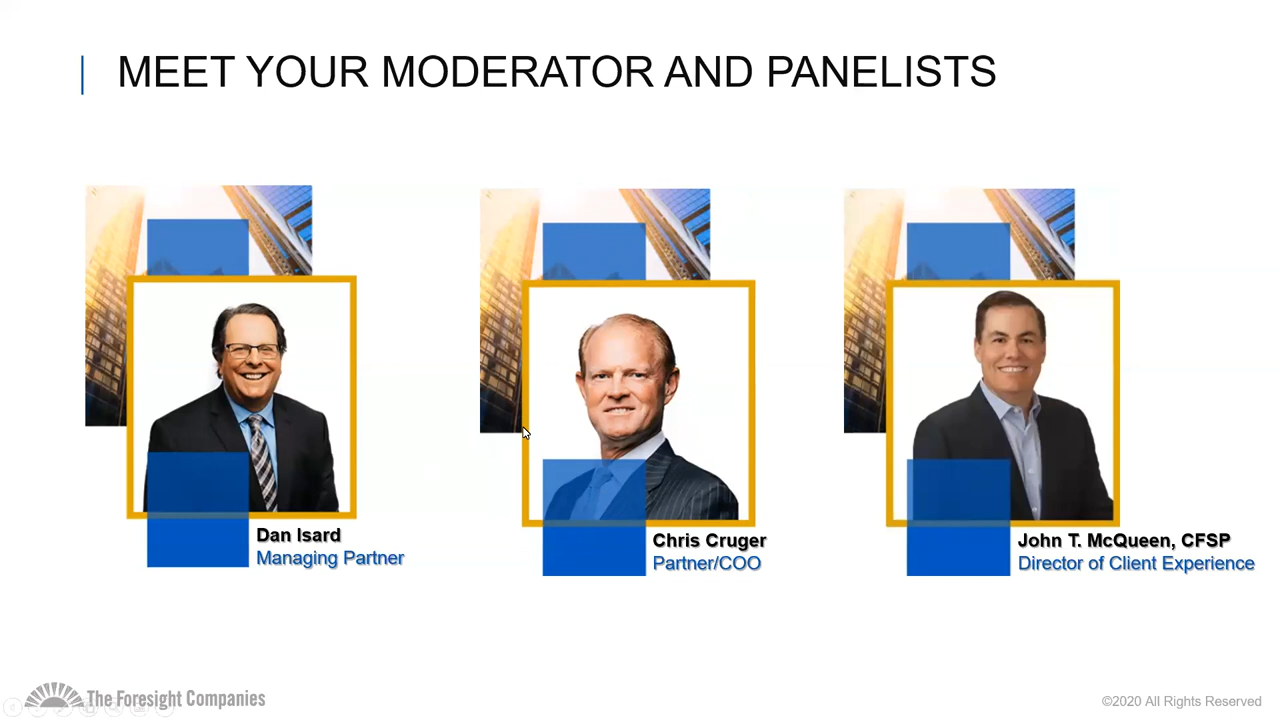 MEET YOUR MODERATOR AND PANELISTS
Dan Isard
Managing Partner
Chris Cruger
Partner/COO
John T. McQueen, CFSP
Director of Client Experience
The Foresight Companies
©2020 All Rights Reserved